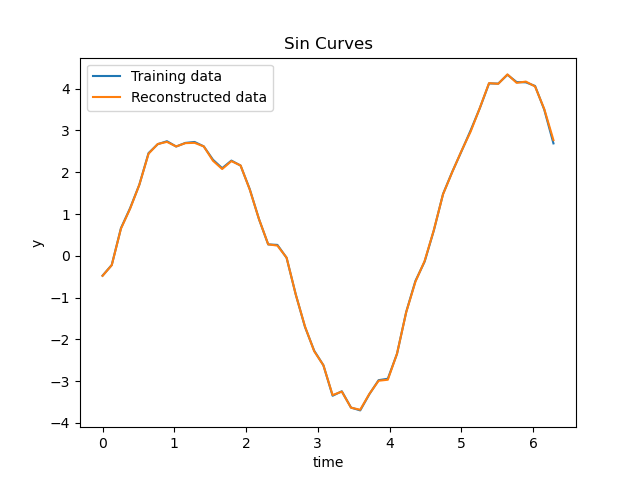 Sin Curves
Training data
Reconstructed data
4
3
2
1
0
−1
−2
−3
−4
y
0 1 2 3 4 5 6
time